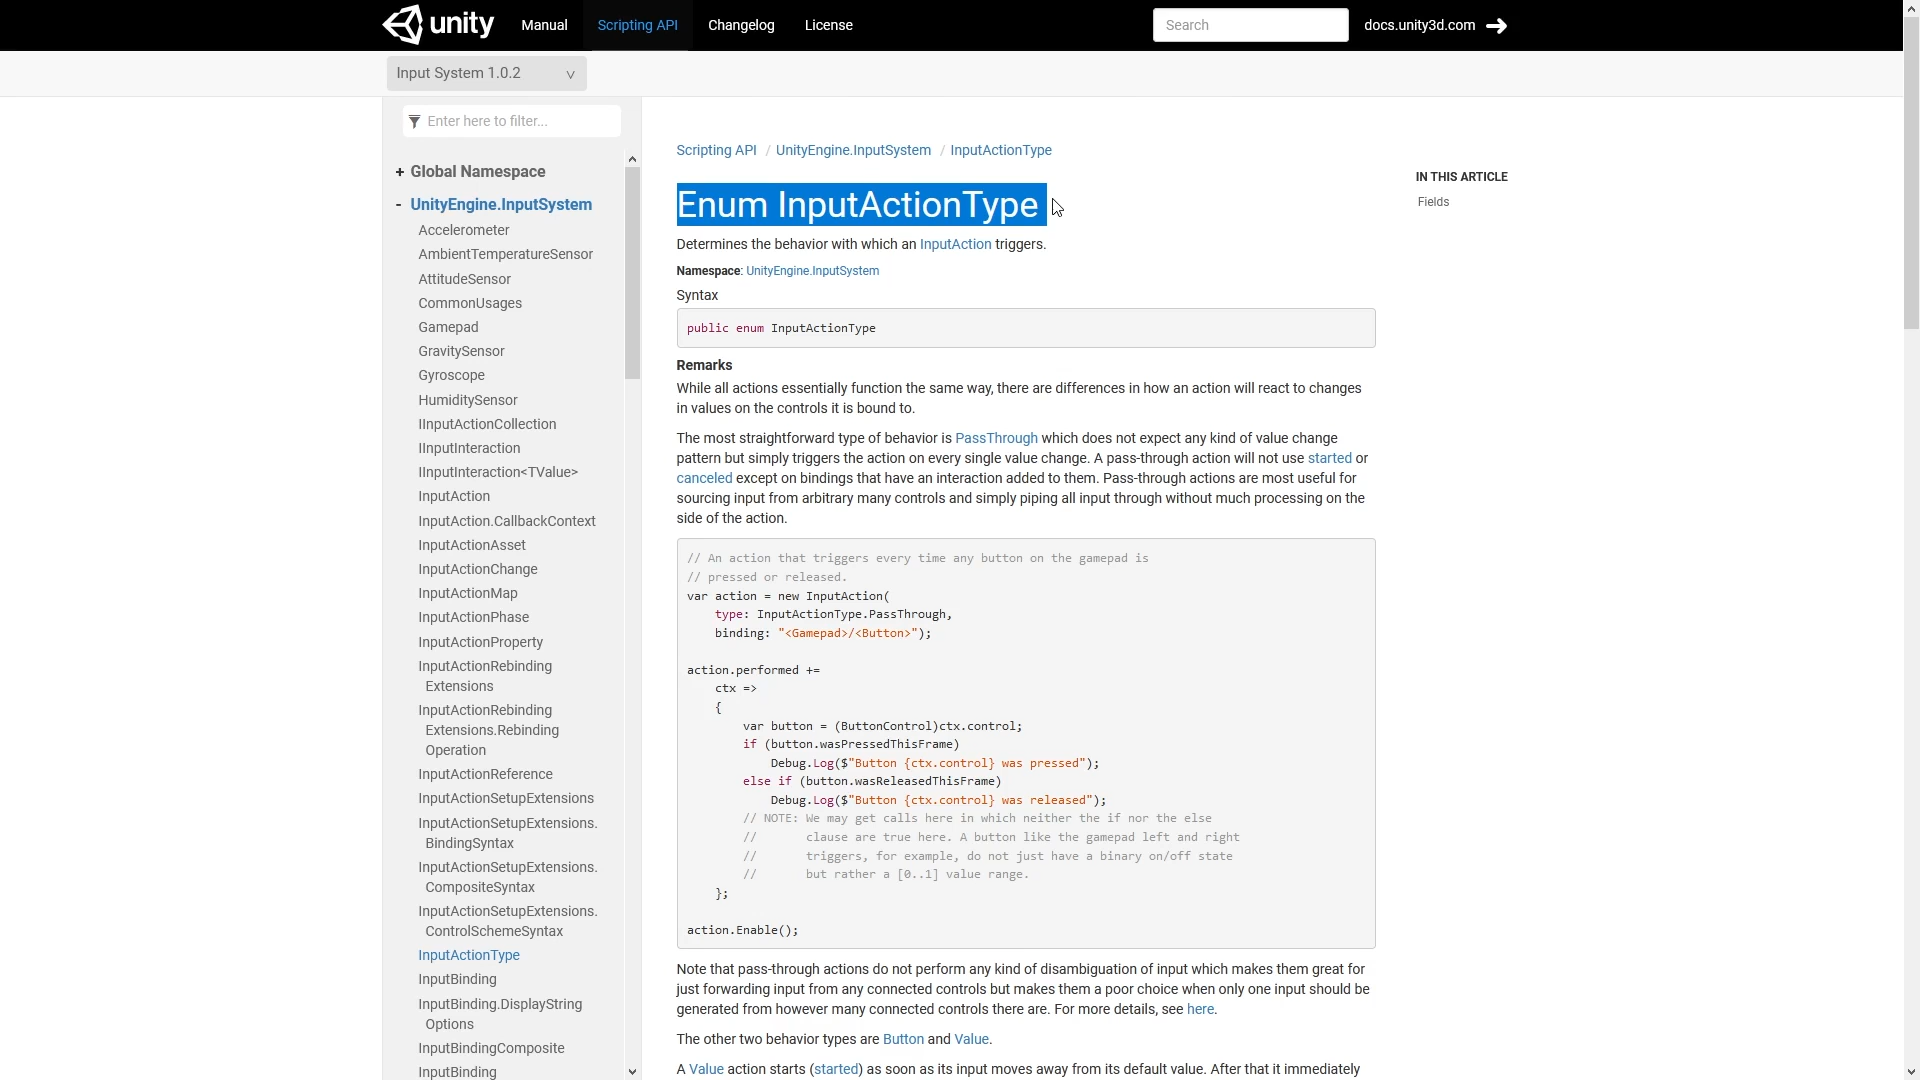 unity
Manual
Scripting API
Changelog
License
Search
docs.unity3d.com
Input System 1.0.2
Enter here to filter...
+ Global Namespace
- UnityEngine.InputSystem
Accelerometer
AmbientTemperatureSensor
AttitudeSensor
CommonUsages
Gamepad
GravitySensor
Gyroscope
HumiditySensor
IInputActionCollection
IInputInteraction
IInputInteraction<TValue>
InputAction
InputAction.CallbackContext
InputActionAsset
InputActionChange
InputActionMap
InputActionPhase
InputActionProperty
InputActionRebinding
Extensions
InputActionRebinding
Extensions.Rebinding
Operation
InputActionReference
InputActionSetupExtensions
InputActionSetupExtensions.
BindingSyntax
InputActionSetupExtensions.
CompositeSyntax
InputActionSetupExtensions.
ControlSchemeSyntax
InputActionType
InputBinding
InputBinding.DisplayString
Options
InputBindingComposite
InputBinding
Scripting API / UnityEngine.InputSystem / InputActionType
Enum InputActionType
Determines the behavior with which an InputAction triggers.
Namespace: UnityEngine.InputSystem
Syntax
public enum InputActionType
Remarks
While all actions essentially function the same way, there are differences in how an action will react to changes
in values on the controls it is bound to.
The most straightforward type of behavior is PassThrough which does not expect any kind of value change
pattern but simply triggers the action on every single value change. A pass-through action will not use started or
canceled except on bindings that have an interaction added to them. Pass-through actions are most useful for
sourcing input from arbitrary many controls and simply piping all input through without much processing on the
side of the action.
// An action that triggers every time any button on the gamepad is
// pressed or released.
var action = new InputAction(
    type: InputActionType.PassThrough,
    binding: "<Gamepad>/<Button>");
action.performed +=
    ctx =>
    {
        var button = (ButtonControl)ctx.control;
        if (button.wasPressedThisFrame)
            Debug.Log($"Button {ctx.control} was pressed");
        else if (button.wasReleasedThisFrame)
            Debug.Log($"Button {ctx.control} was released");
        // NOTE: We may get calls here in which neither the if nor the else
        //       clause are true here. A button like the gamepad left and right
        //       triggers, for example, do not just have a binary on/off state
        //       but rather a [0..1] value range.
    };
action.Enable();
Note that pass-through actions do not perform any kind of disambiguation of input which makes them great for
just forwarding input from any connected controls but makes them a poor choice when only one input should be
generated from however many connected controls there are. For more details, see here.
The other two behavior types are Button and Value.
A Value action starts (started) as soon as its input moves away from its default value. After that it immediately
IN THIS ARTICLE
Fields